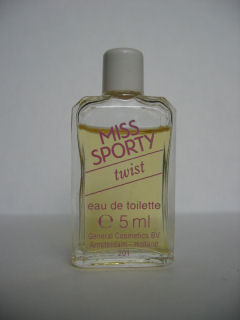 MISS
SPORTY
twist
eau de toilette
℮ 5 ml
General Cosmetics BV
Amsterdam - Holland
201